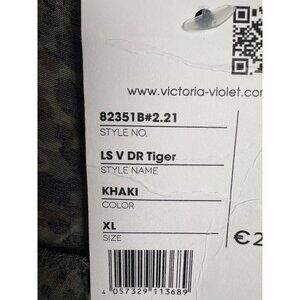 www.victoria-violet.com
82351B#2.21
STYLE NO.
LS V DR Tiger
STYLE NAME
KHAKI
COLOR
XL
SIZE
€2
4 057329 113689